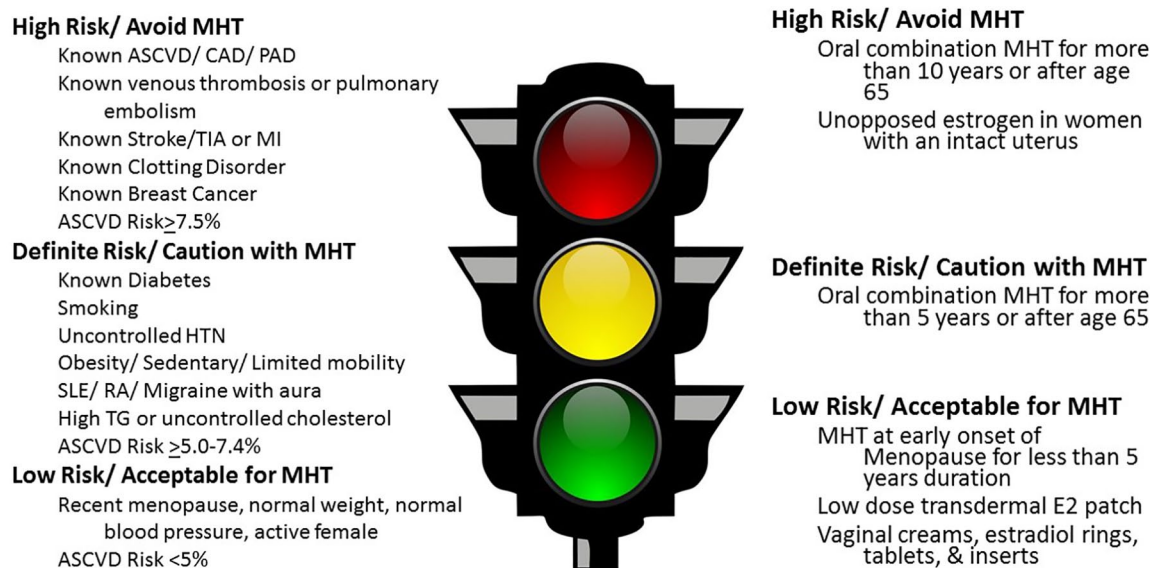 High Risk/ Avoid MHT
Known ASCVD/ CAD/ PAD
Known venous thrombosis or pulmonary
embolism
Known Stroke/TIA or MI
Known Clotting Disorder
Known Breast Cancer
ASCVD Risk≥7.5%
Definite Risk/ Caution with MHT
Known Diabetes
Smoking
Uncontrolled HTN
Obesity/ Sedentary/ Limited mobility
SLE/ RA/ Migraine with aura
High TG or uncontrolled cholesterol
ASCVD Risk ≥5.0-7.4%
Low Risk/ Acceptable for MHT
Recent menopause, normal weight, normal
blood pressure, active female
ASCVD Risk <5%
High Risk/ Avoid MHT
Oral combination MHT for more
than 10 years or after age
65
Unopposed estrogen in women
with an intact uterus
Definite Risk/ Caution with MHT
Oral combination MHT for more
than 5 years or after age 65
Low Risk/ Acceptable for MHT
MHT at early onset of
Menopause for less than 5
years duration
Low dose transdermal E2 patch
Vaginal creams, estradiol rings,
tablets, & inserts